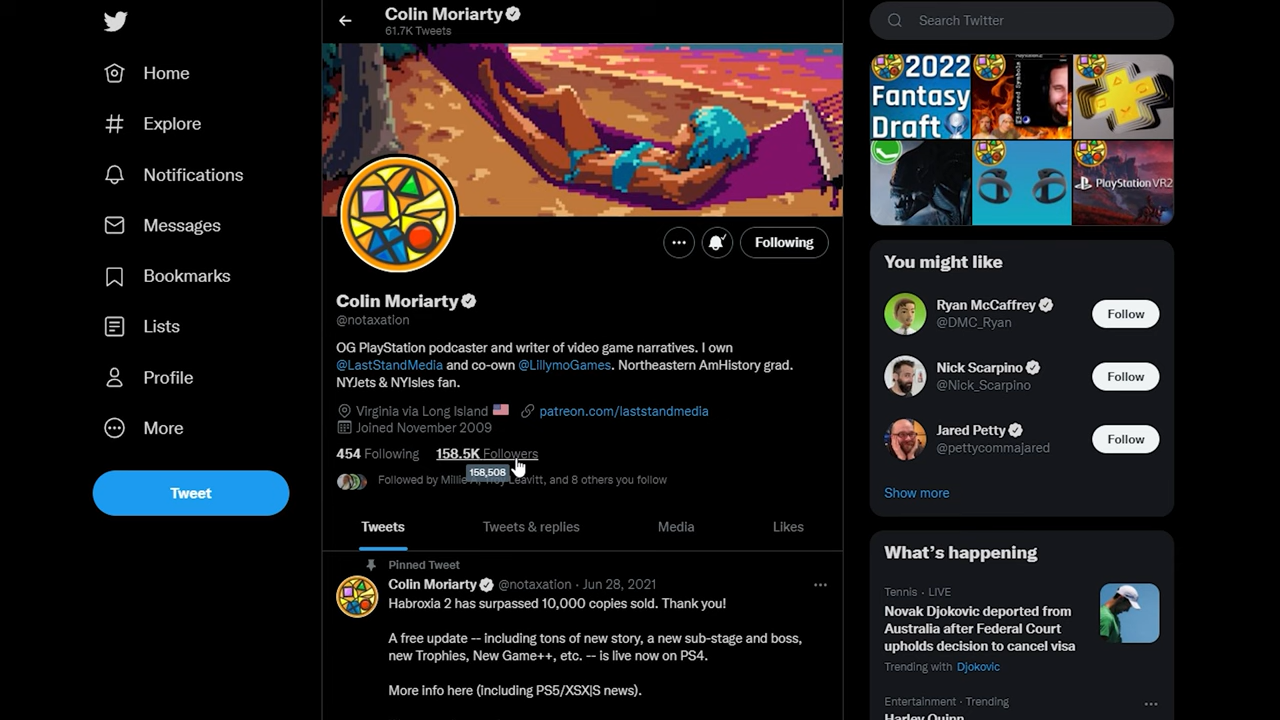 Home
Explore
Notifications
Messages
Bookmarks
Lists
Profile
More
Tweet
Colin Moriarty
61.7K Tweets
Following
Colin Moriarty
@notaxation
OG PlayStation podcaster and writer of video game narratives. I own
@LastStandMedia and co-own @LillymoGames. Northeastern AmHistory grad.
NYJets & NYIsles fan.
Virginia via Long Island patreon.com/laststandmedia
Joined November 2009
454 Following 158.5K Followers
158,508
Followed by Leavitt, and 8 others you follow
Tweets Tweets & replies Media Likes
Pinned Tweet
Colin Moriarty @notaxation · Jun 28, 2021
Habroxia 2 has surpassed 10,000 copies sold. Thank you!
A free update -- including tons of new story, a new sub-stage and boss,
new Trophies, New Game++, etc. -- is live now on PS4.
More info here (including PS5/XSX|S news).
Search Twitter
2022
Fantasy
Draft
Sacred Symbols
PlayStation VR2
You might like
Ryan McCaffrey
@DMC_Ryan
Follow
Nick Scarpino
@Nick_Scarpino
Follow
Jared Petty
@pettycommajared
Follow
Show more
What's happening
Tennis · LIVE
Novak Djokovic deported from
Australia after Federal Court
upholds decision to cancel visa
Trending with Djokovic
Entertainment · Trending
Harley Quinn